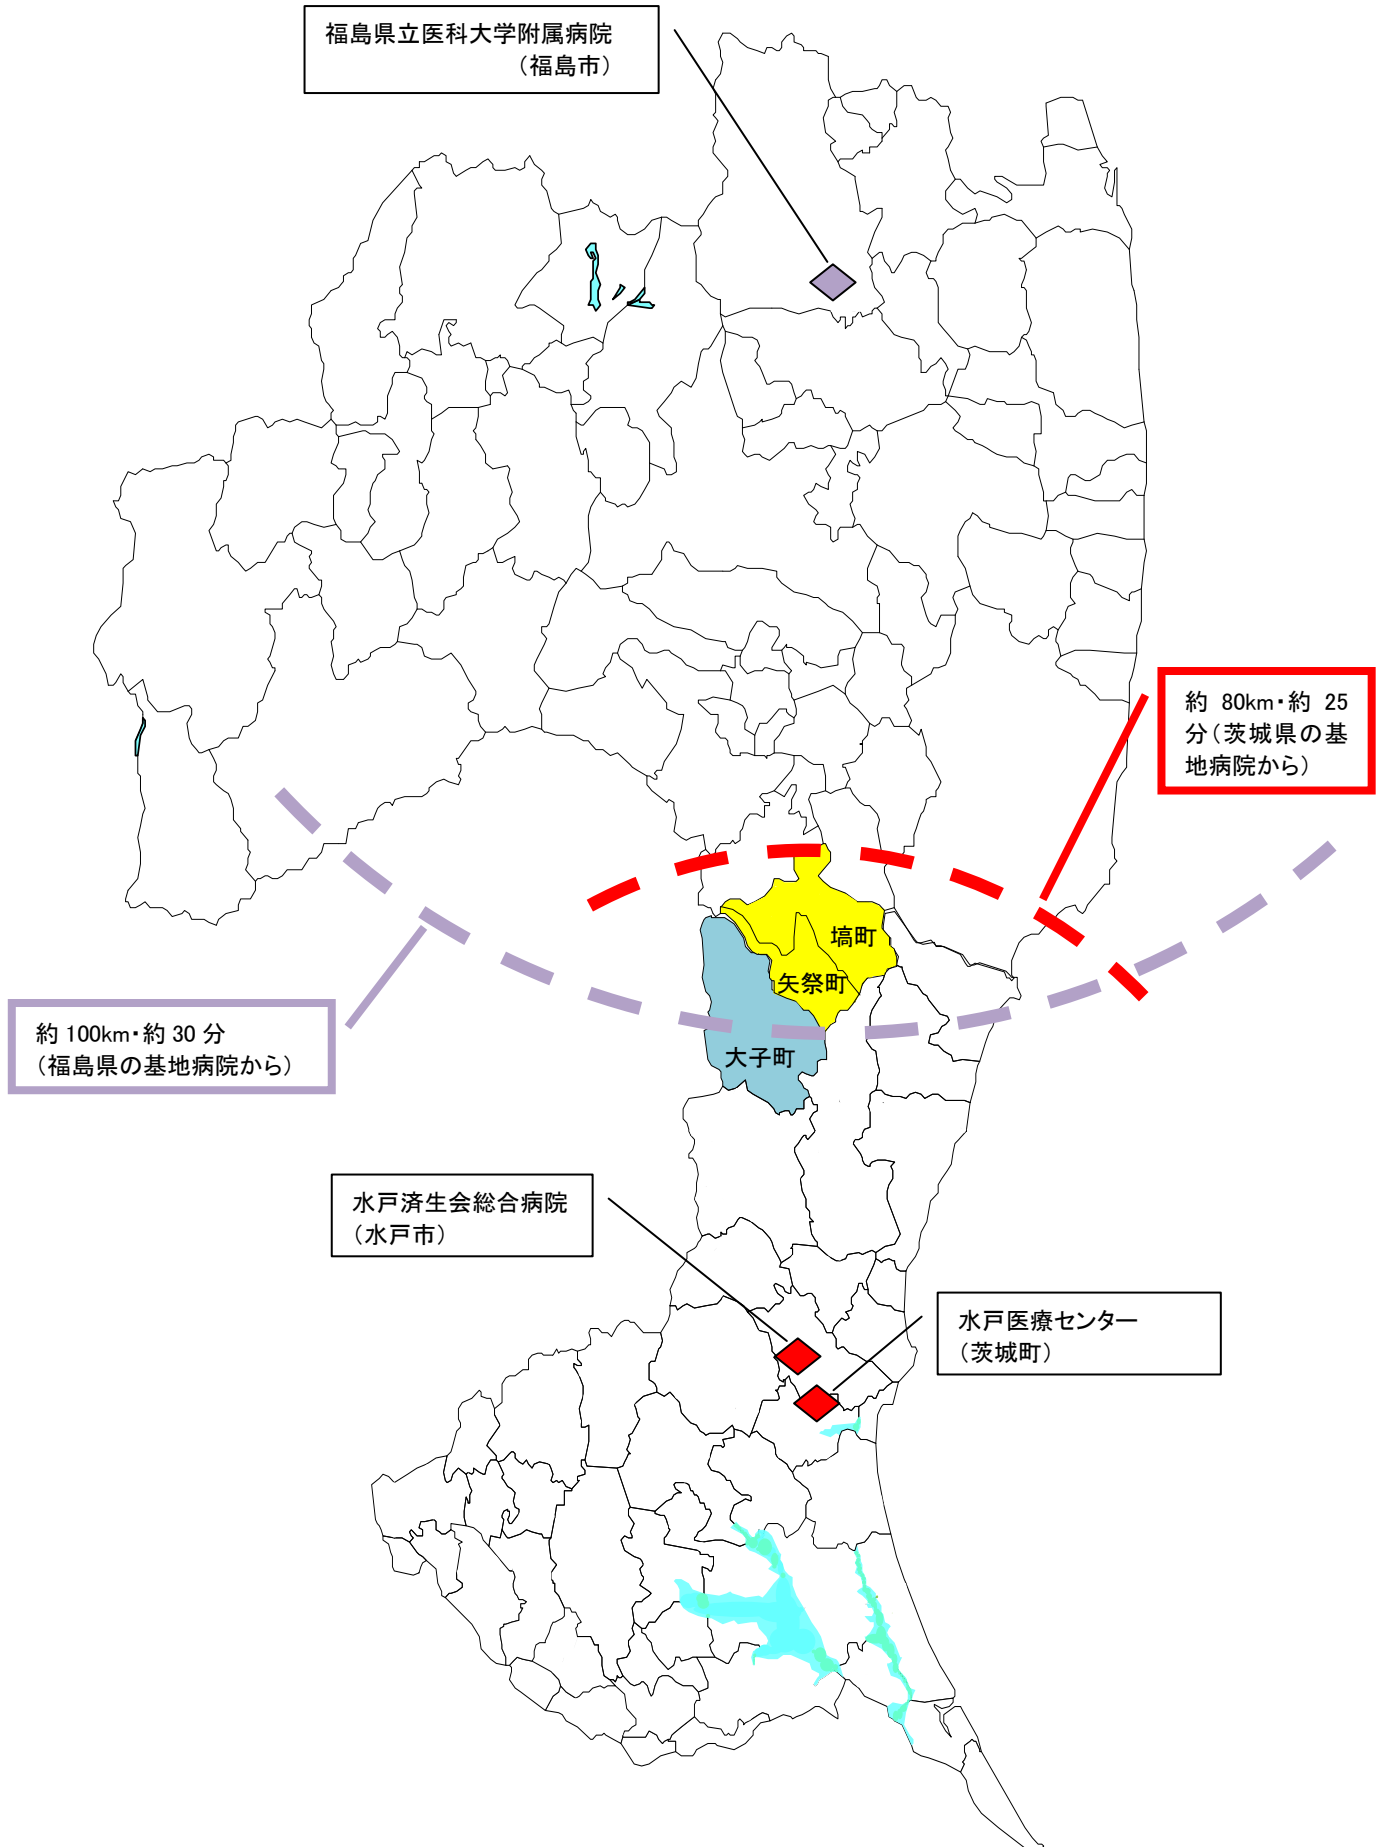 福島県立医科大学附属病院
（福島市）
約 80km・約 25
分（茨城県の基
地病院から）
塙町
矢祭町
約 100km・約 30 分
（福島県の基地病院から）
大子町
水戸済生会総合病院
（水戸市）
水戸医療センター
（茨城町）